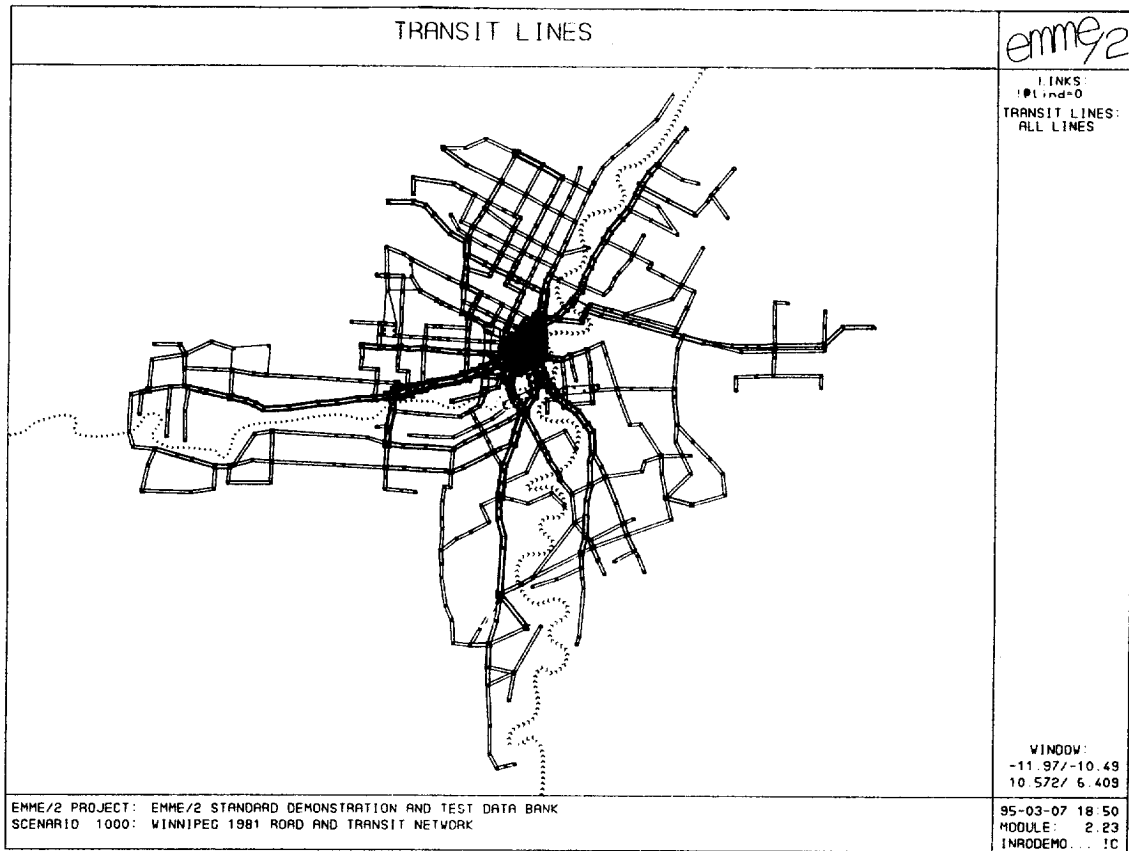 TRANSIT LINES
emme/2
LINKS:
TRANSIT LINES:
ALL LINES
WINDOW:
-11.97/-10.49
10.572/ 6.409
EMME/2 PROJECT: EMME/2 STANDARD DEMONSTRATION AND TEST DATA BANK
SCENARIO 1000: WINNIPEG 1981 ROAD AND TRANSIT NETWORK
95-03-07 18:50
MODULE: 2.23
INRODEMO...